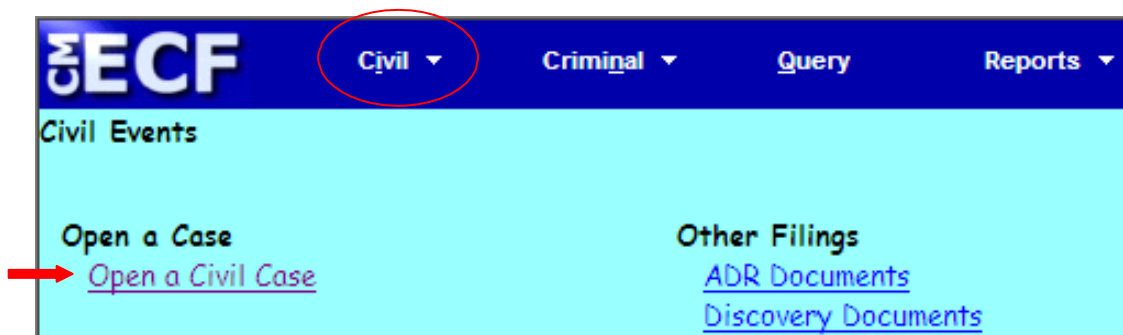 CM ECF Civil Criminal Query Reports
Civil Events
Open a Case Other Filings
Open a Civil Case ADR Documents
Discovery Documents